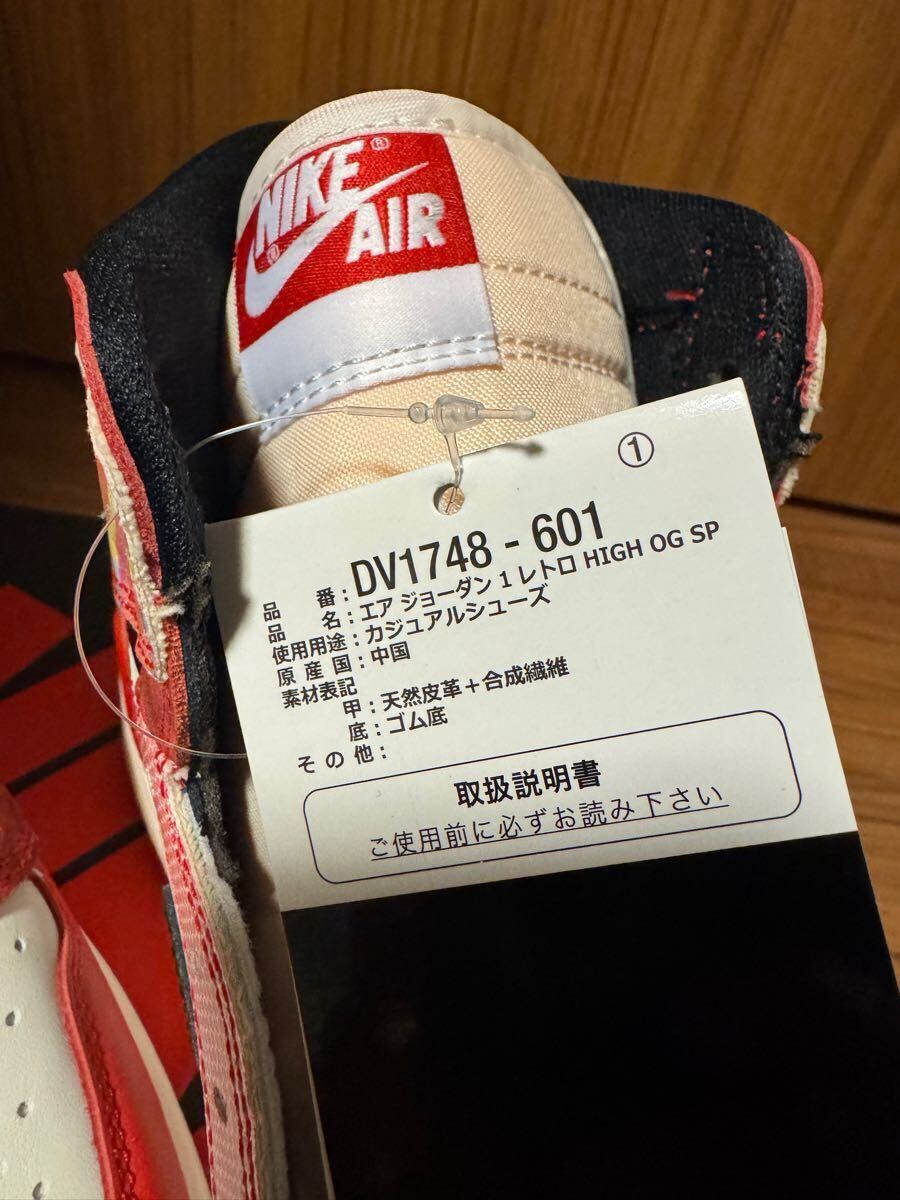 NIKE®
AIR
①
品 番 : DV1748 - 601
品 名 : エア ジョーダン 1 レトロ HIGH OG SP
使用用途 : カジュアルシューズ
原 産 国 : 中国
素材表記
甲 : 天然皮革＋合成繊維
底 : ゴム底
そ の 他 :
取扱説明書
ご使用前に必ずお読み下さい